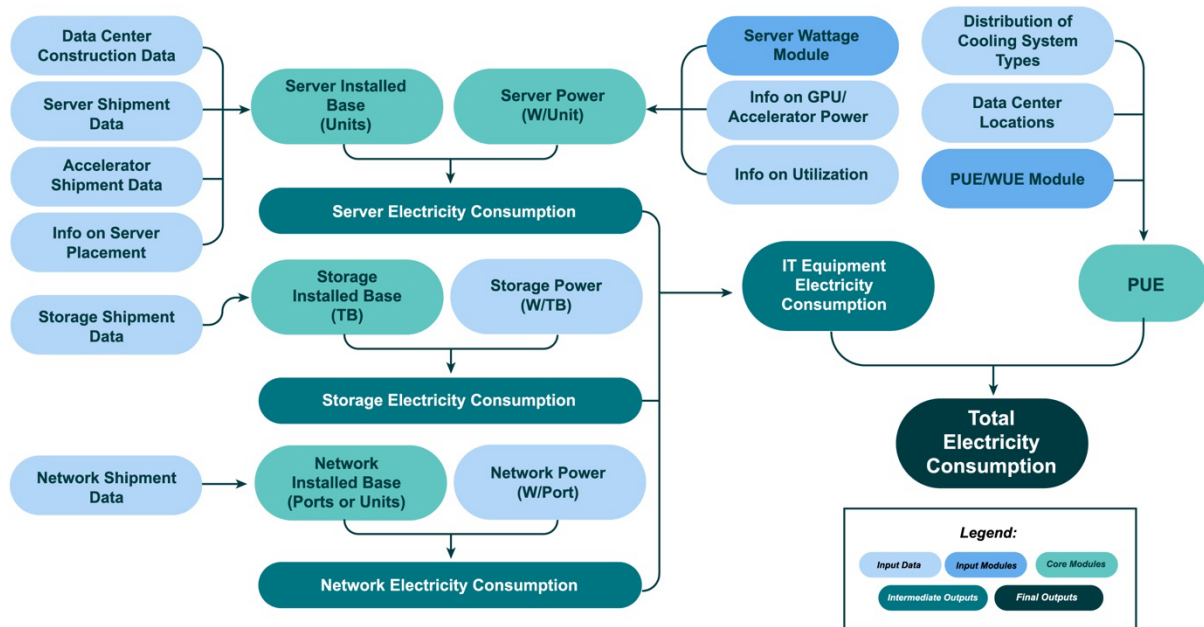 Data Center
Construction Data
Server Shipment
Data
Accelerator
Shipment Data
Info on Server
Placement
Storage Shipment
Data
Network Shipment
Data
Server Installed
Base
(Units)
Server Power
(W/Unit)
Server Electricity Consumption
Storage
Installed Base
(TB)
Storage Power
(W/TB)
Storage Electricity Consumption
Network
Installed Base
(Ports or Units)
Network Power
(W/Port)
Network Electricity Consumption
Server Wattage
Module
Info on GPU/
Accelerator Power
Info on Utilization
Distribution of
Cooling System
Types
Data Center
Locations
PUE/WUE Module
IT Equipment
Electricity
Consumption
PUE
Total
Electricity
Consumption
Legend:
Input Data
Input Modules
Core Modules
Intermediate Outputs
Final Outputs